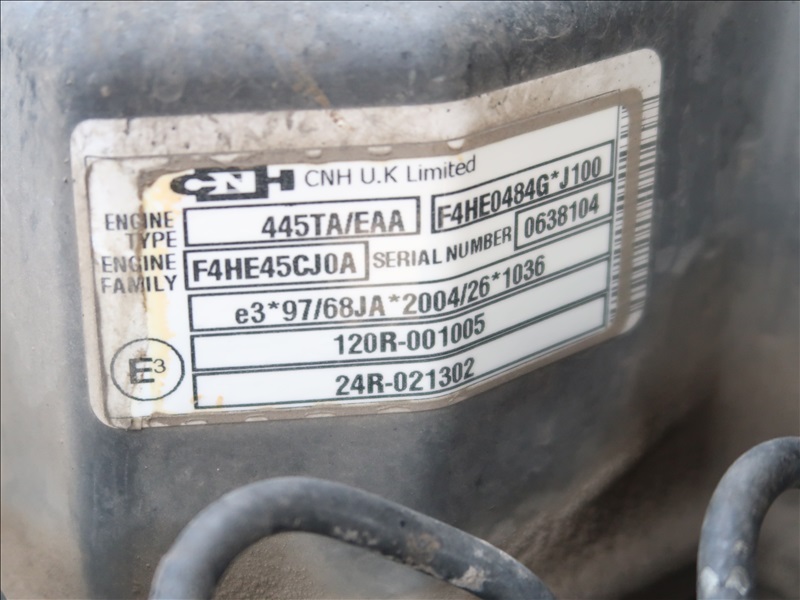 CNH CNH U.K Limited
ENGINE TYPE 445TA/EAA F4HE0484G*J100
ENGINE FAMILY F4HE45CJ0A SERIAL NUMBER 0638104
e3*97/68JA*2004/26*1036
120R-001005
E3 24R-021302